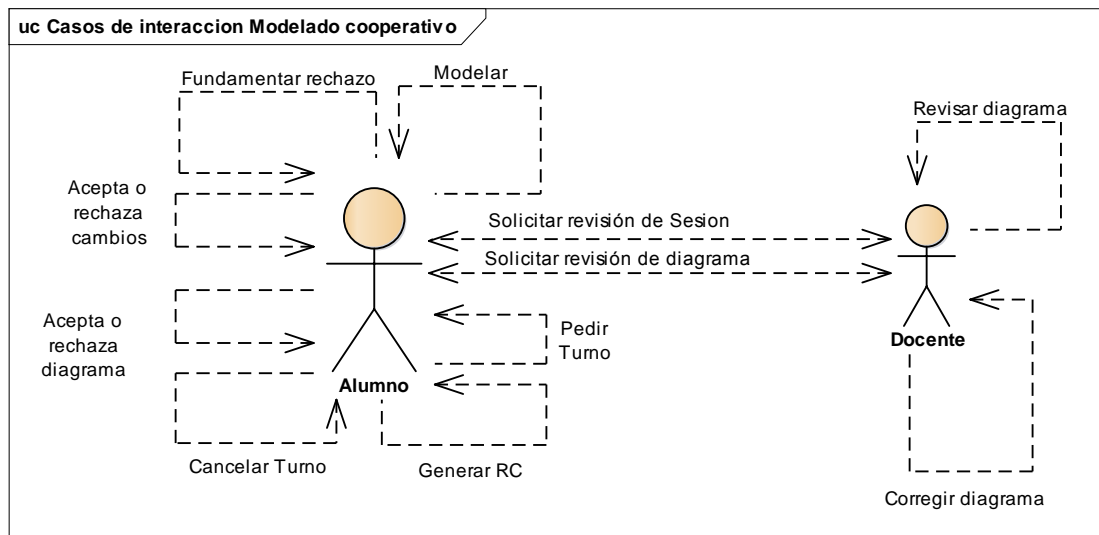 uc Casos de interaccion Modelado cooperativo
Fundamentar rechazo
Modelar
Revisar diagrama
Acepta o
rechaza
cambios
Solicitar revisión de Sesion
Solicitar revisión de diagrama
Acepta o
rechaza
diagrama
Pedir
Turno
Docente
Alumno
Cancelar Turno
Generar RC
Corregir diagrama